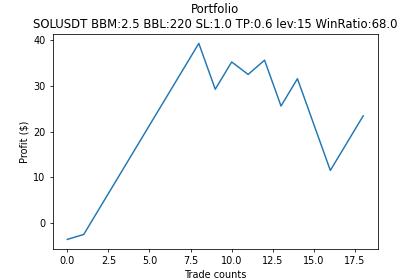 Portfolio
SOLUSDT BBM:2.5 BBL:220 SL:1.0 TP:0.6 lev:15 WinRatio:68.0
40
30
20
10
0
Profit ($)
0.0 2.5 5.0 7.5 10.0 12.5 15.0 17.5
Trade counts